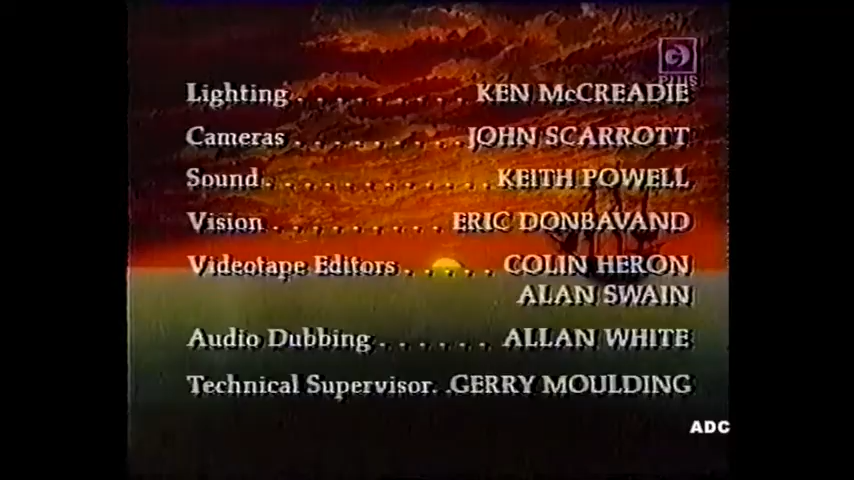 G
PLUS
Lighting . . . . . . . . . KEN McCREADIE
Cameras . . . . . . . . . JOHN SCARROTT
Sound . . . . . . . . . . . . KEITH POWELL
Vision . . . . . . . . . . ERIC DONBAVAND
Videotape Editors . . . . . COLIN HERON
ALAN SWAIN
Audio Dubbing . . . . . . ALLAN WHITE
Technical Supervisor. .GERRY MOULDING
ADC